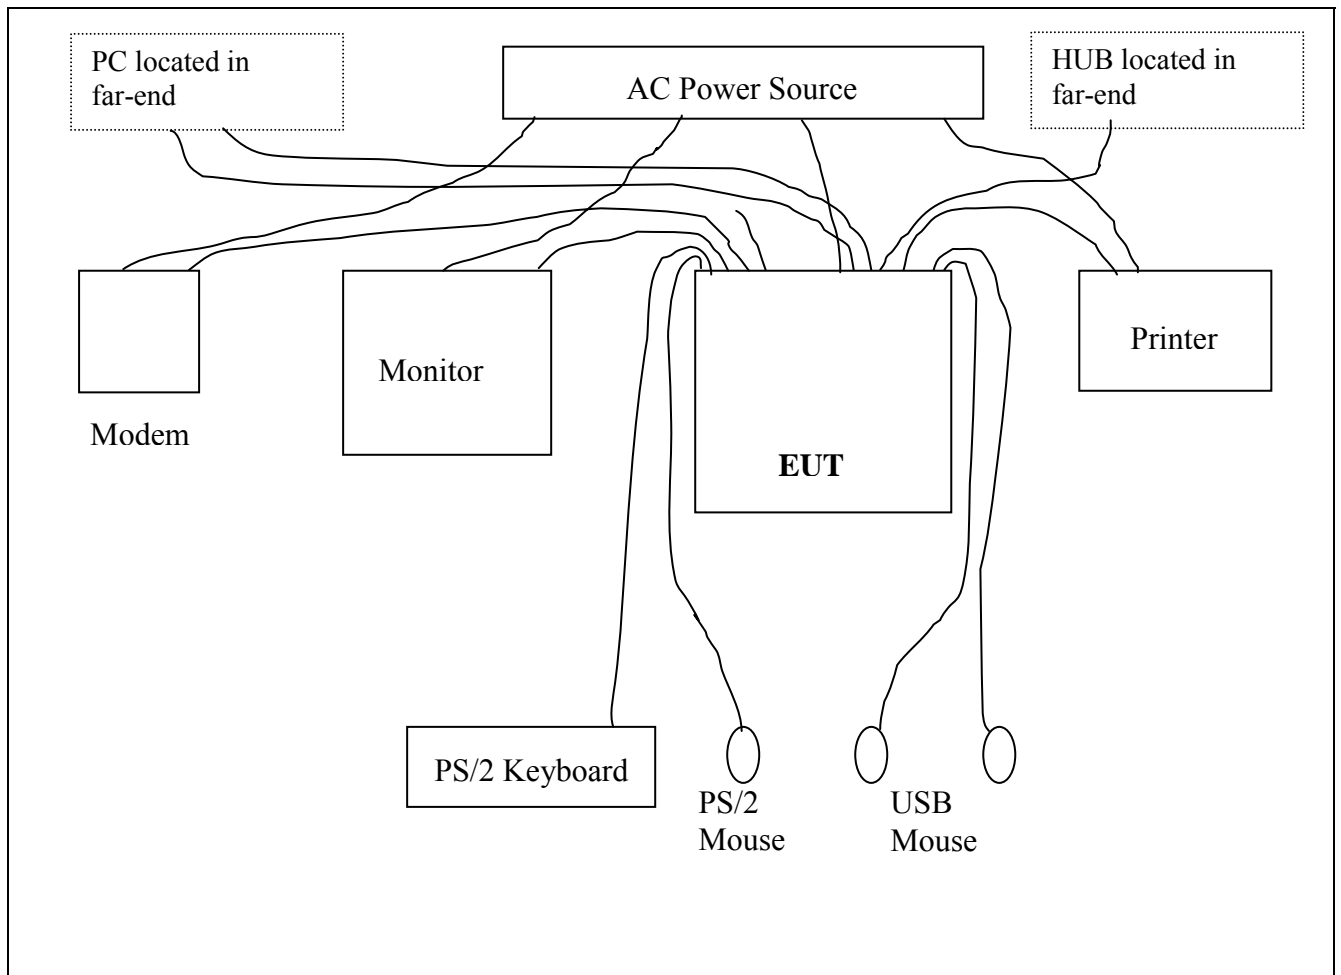 PC located in
far-end
AC Power Source
HUB located in
far-end
Modem
Monitor
EUT
Printer
PS/2 Keyboard
PS/2
Mouse
USB
Mouse